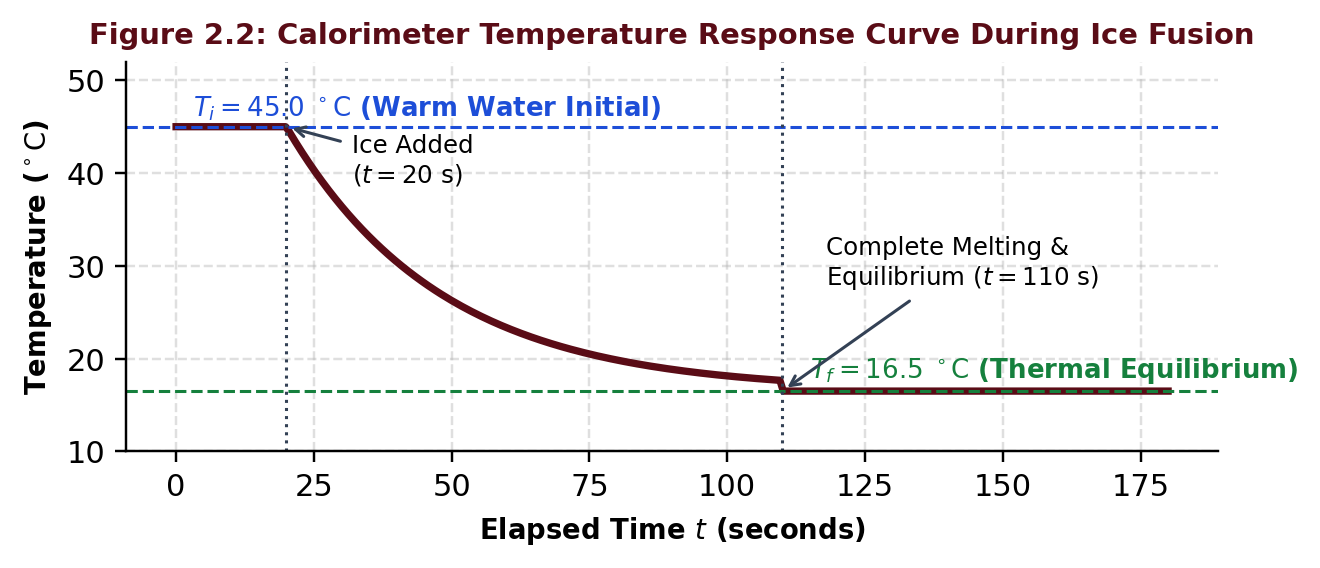 Figure 2.2: Calorimeter Temperature Response Curve During Ice Fusion
Temperature (°C)
50
40
30
20
10
T_i = 45.0 °C (Warm Water Initial)
Ice Added
(t = 20 s)
Complete Melting &
Equilibrium (t = 110 s)
T_f = 16.5 °C (Thermal Equilibrium)
0 25 50 75 100 125 150 175
Elapsed Time t (seconds)